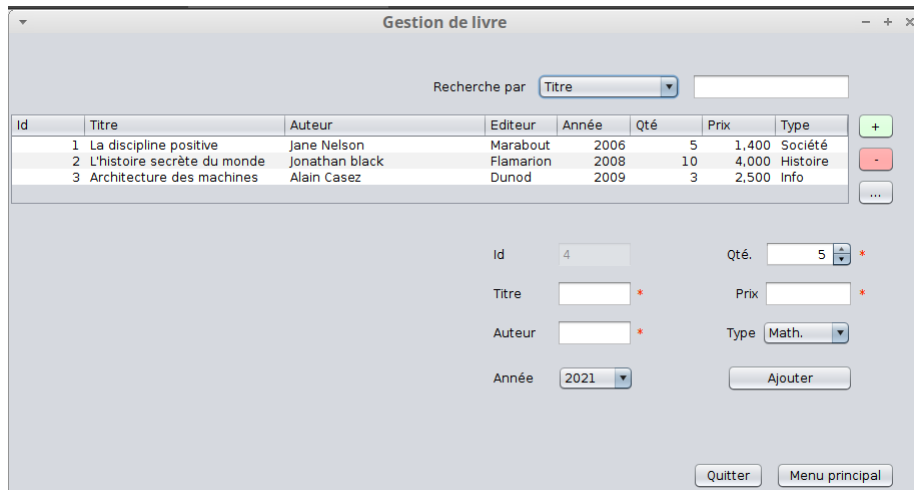 Gestion de livre
Recherche par Titre
Id Titre Auteur Editeur Année Qté Prix Type
1 La discipline positive Jane Nelson Marabout 2006 5 1,400 Société
2 L'histoire secrète du monde Jonathan black Flamarion 2008 10 4,000 Histoire
3 Architecture des machines Alain Casez Dunod 2009 3 2,500 Info
+
-
...
Id 4 Qté. 5 *
Titre * Prix *
Auteur * Type Math.
Année 2021 Ajouter
Quitter Menu principal